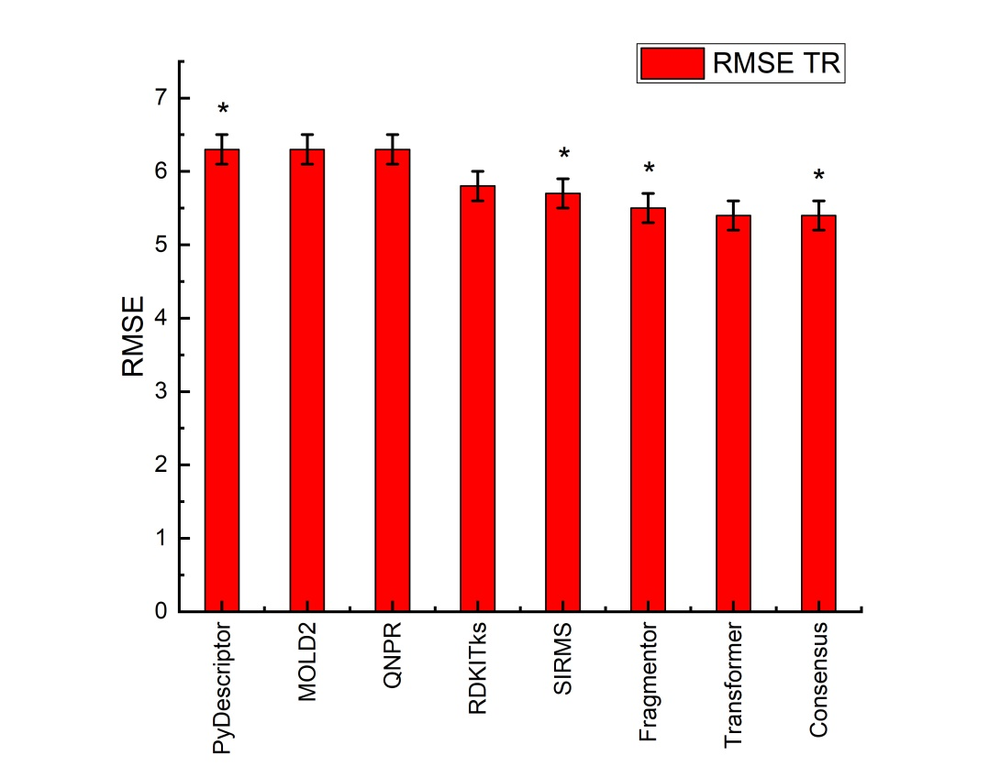 RMSE TR
RMSE
7
6
5
4
3
2
1
0
*
*
*
*
PyDescriptor
MOLD2
QNPR
RDKITks
SIRMS
Fragmentor
Transformer
Consensus